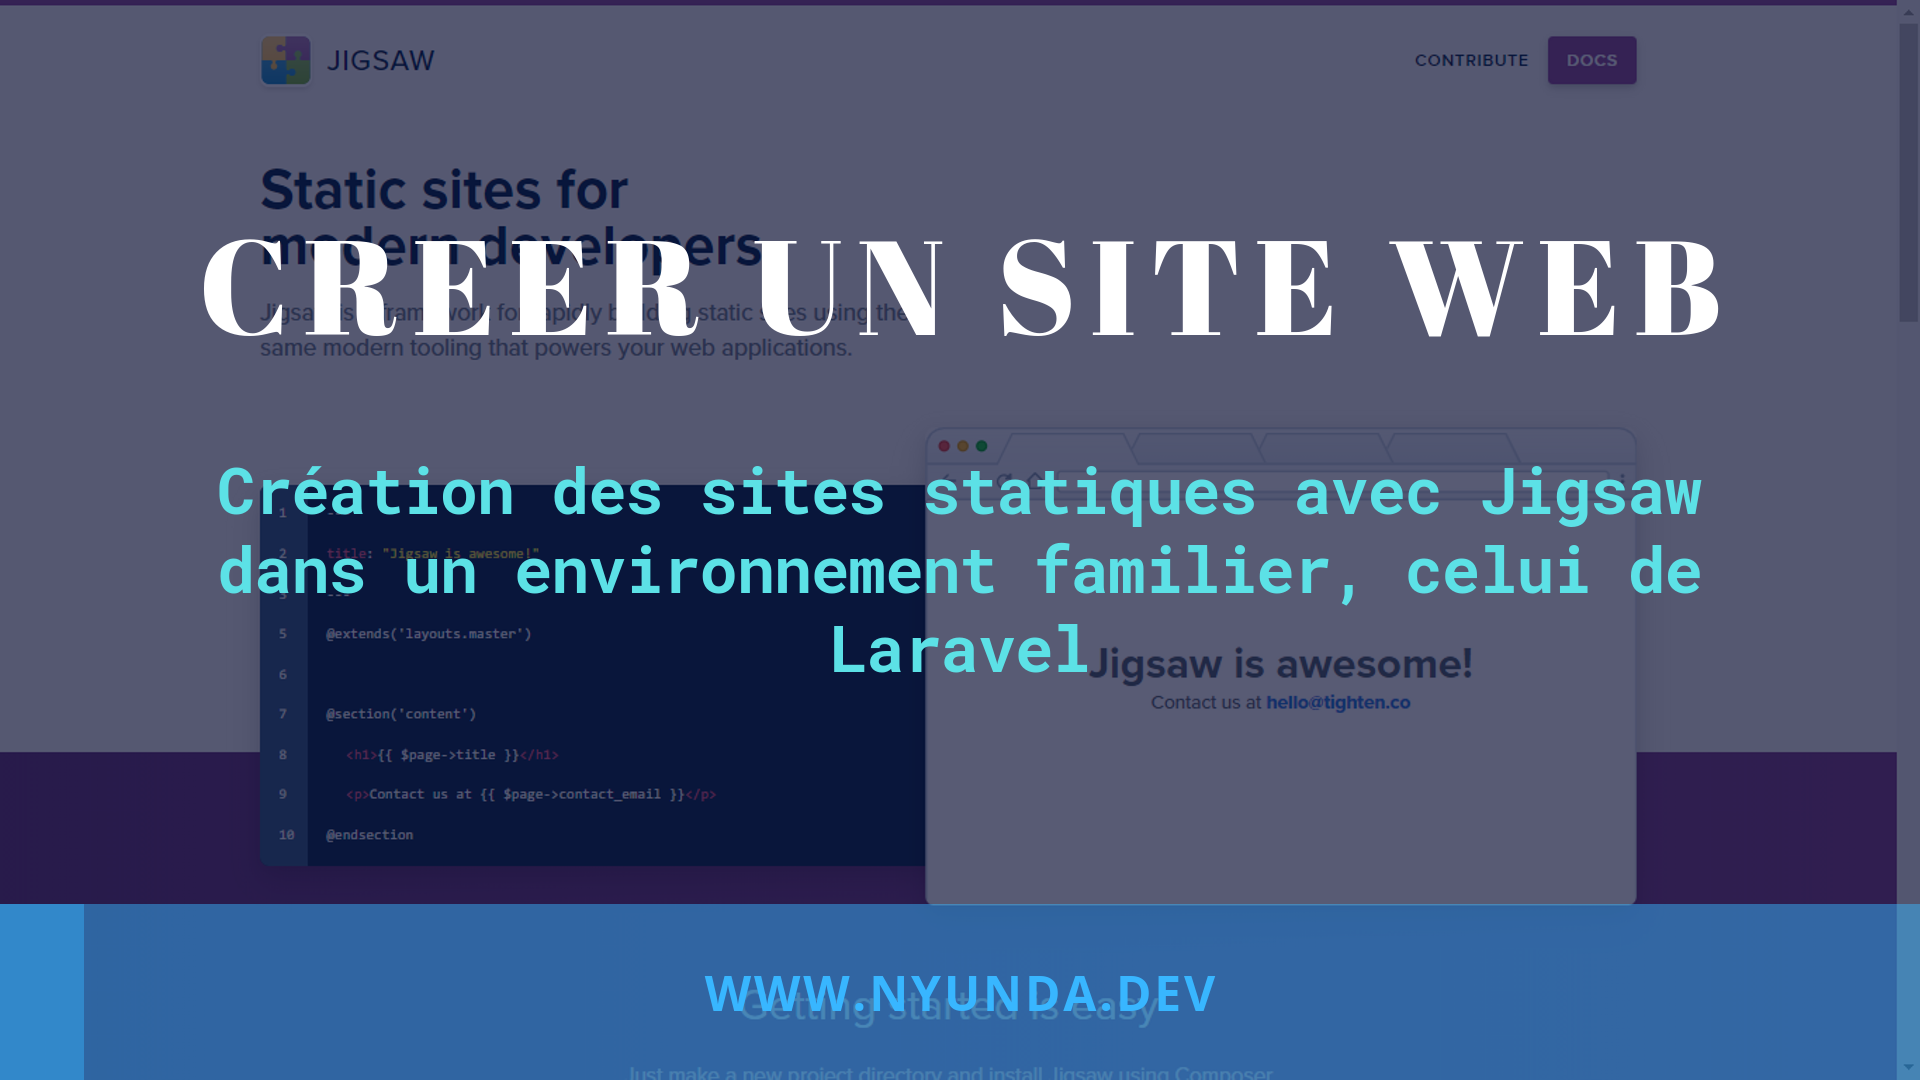 JIGSAW
CONTRIBUTE
DOCS
Static sites for
modern developers
CREER UN SITE WEB
Jigsaw is a framework for rapidly building static sites using the
same modern tooling that powers your web applications.
Création des sites statiques avec Jigsaw
dans un environnement familier, celui de
Laravel
1 ---
2 title: "Jigsaw is awesome!"
3 ---
5 @extends('layouts.master')
6
7 @section('content')
8 <h1>{{ $page->title }}</h1>
9 <p>Contact us at {{ $page->contact_email }}</p>
10 @endsection
Jigsaw is awesome!
Contact us at hello@tighten.co
WWW.NYUNDA.DEV
Getting started is easy
Just make a new project directory and install Jigsaw using Composer